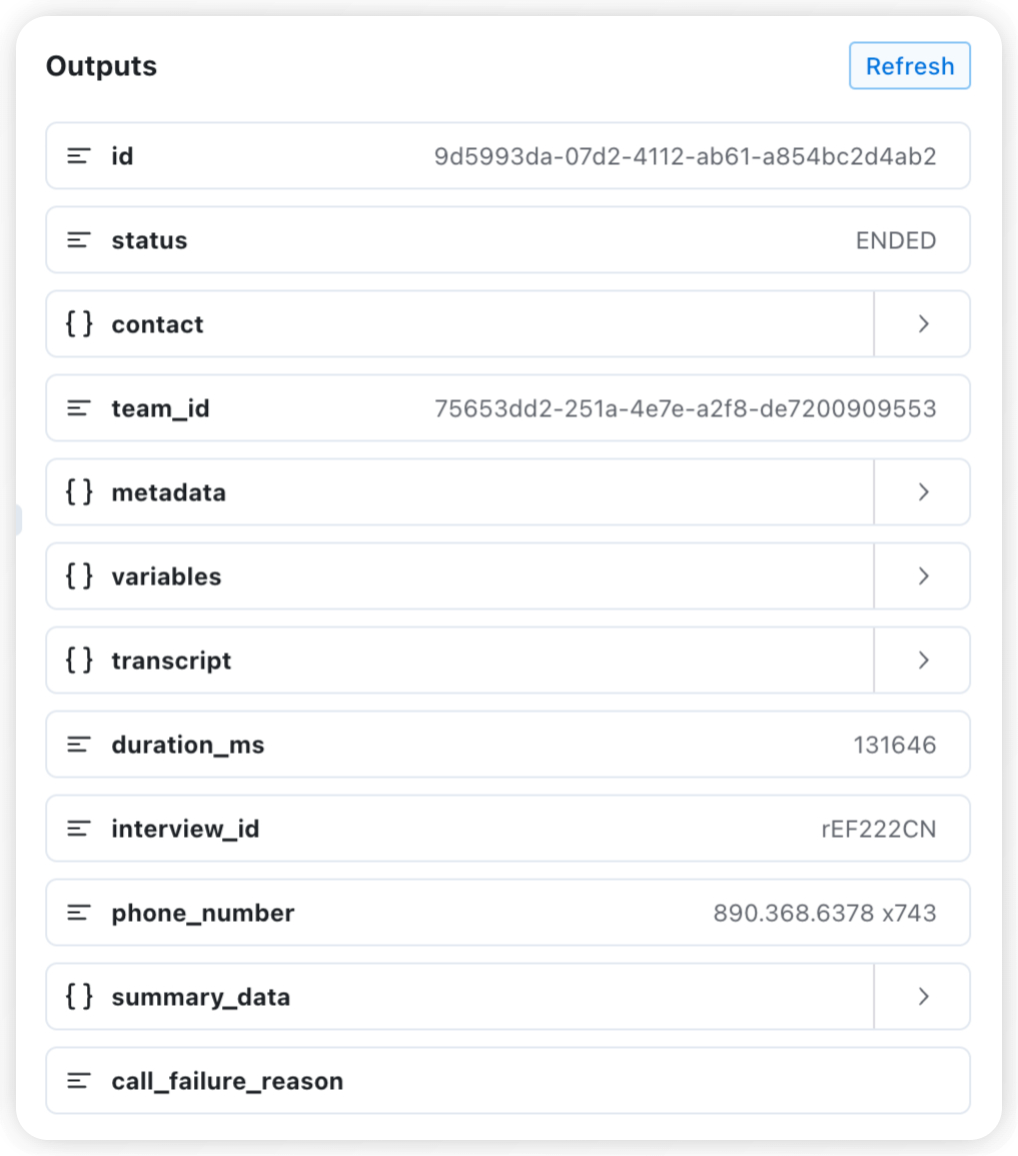 Outputs
Refresh
id 9d5993da-07d2-4112-ab61-a854bc2d4ab2
status ENDED
{} contact
team_id 75653dd2-251a-4e7e-a2f8-de7200909553
{} metadata
{} variables
{} transcript
duration_ms 131646
interview_id rEF222CN
phone_number 890.368.6378 x743
{} summary_data
call_failure_reason